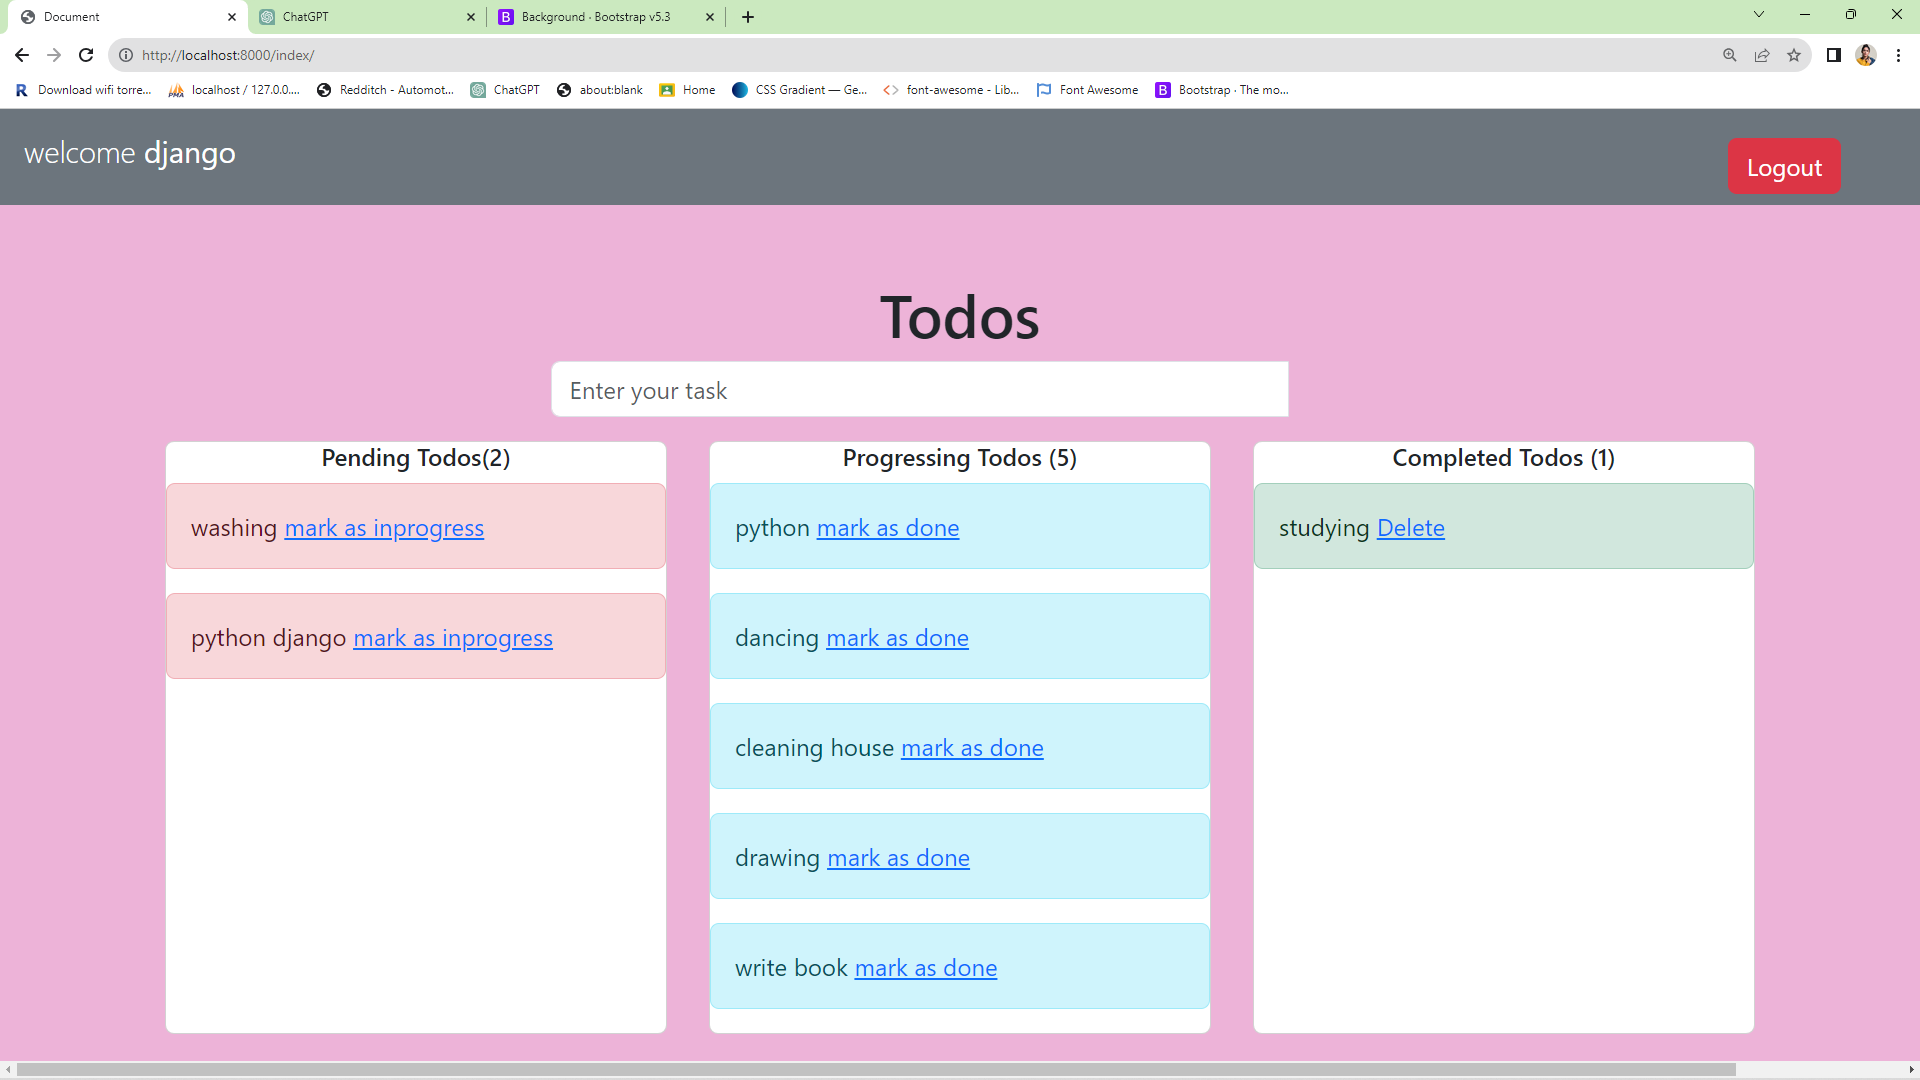 Document
ChatGPT
Background · Bootstrap v5.3
http://localhost:8000/index/
Download wifi torre...
localhost / 127.0.0....
Redditch - Automot...
ChatGPT
about:blank
Home
CSS Gradient — Ge...
font-awesome - Lib...
Font Awesome
Bootstrap · The mo...
welcome django
Logout
Todos
Enter your task
Pending Todos(2)
washing mark as inprogress
python django mark as inprogress
Progressing Todos (5)
python mark as done
dancing mark as done
cleaning house mark as done
drawing mark as done
write book mark as done
Completed Todos (1)
studying Delete